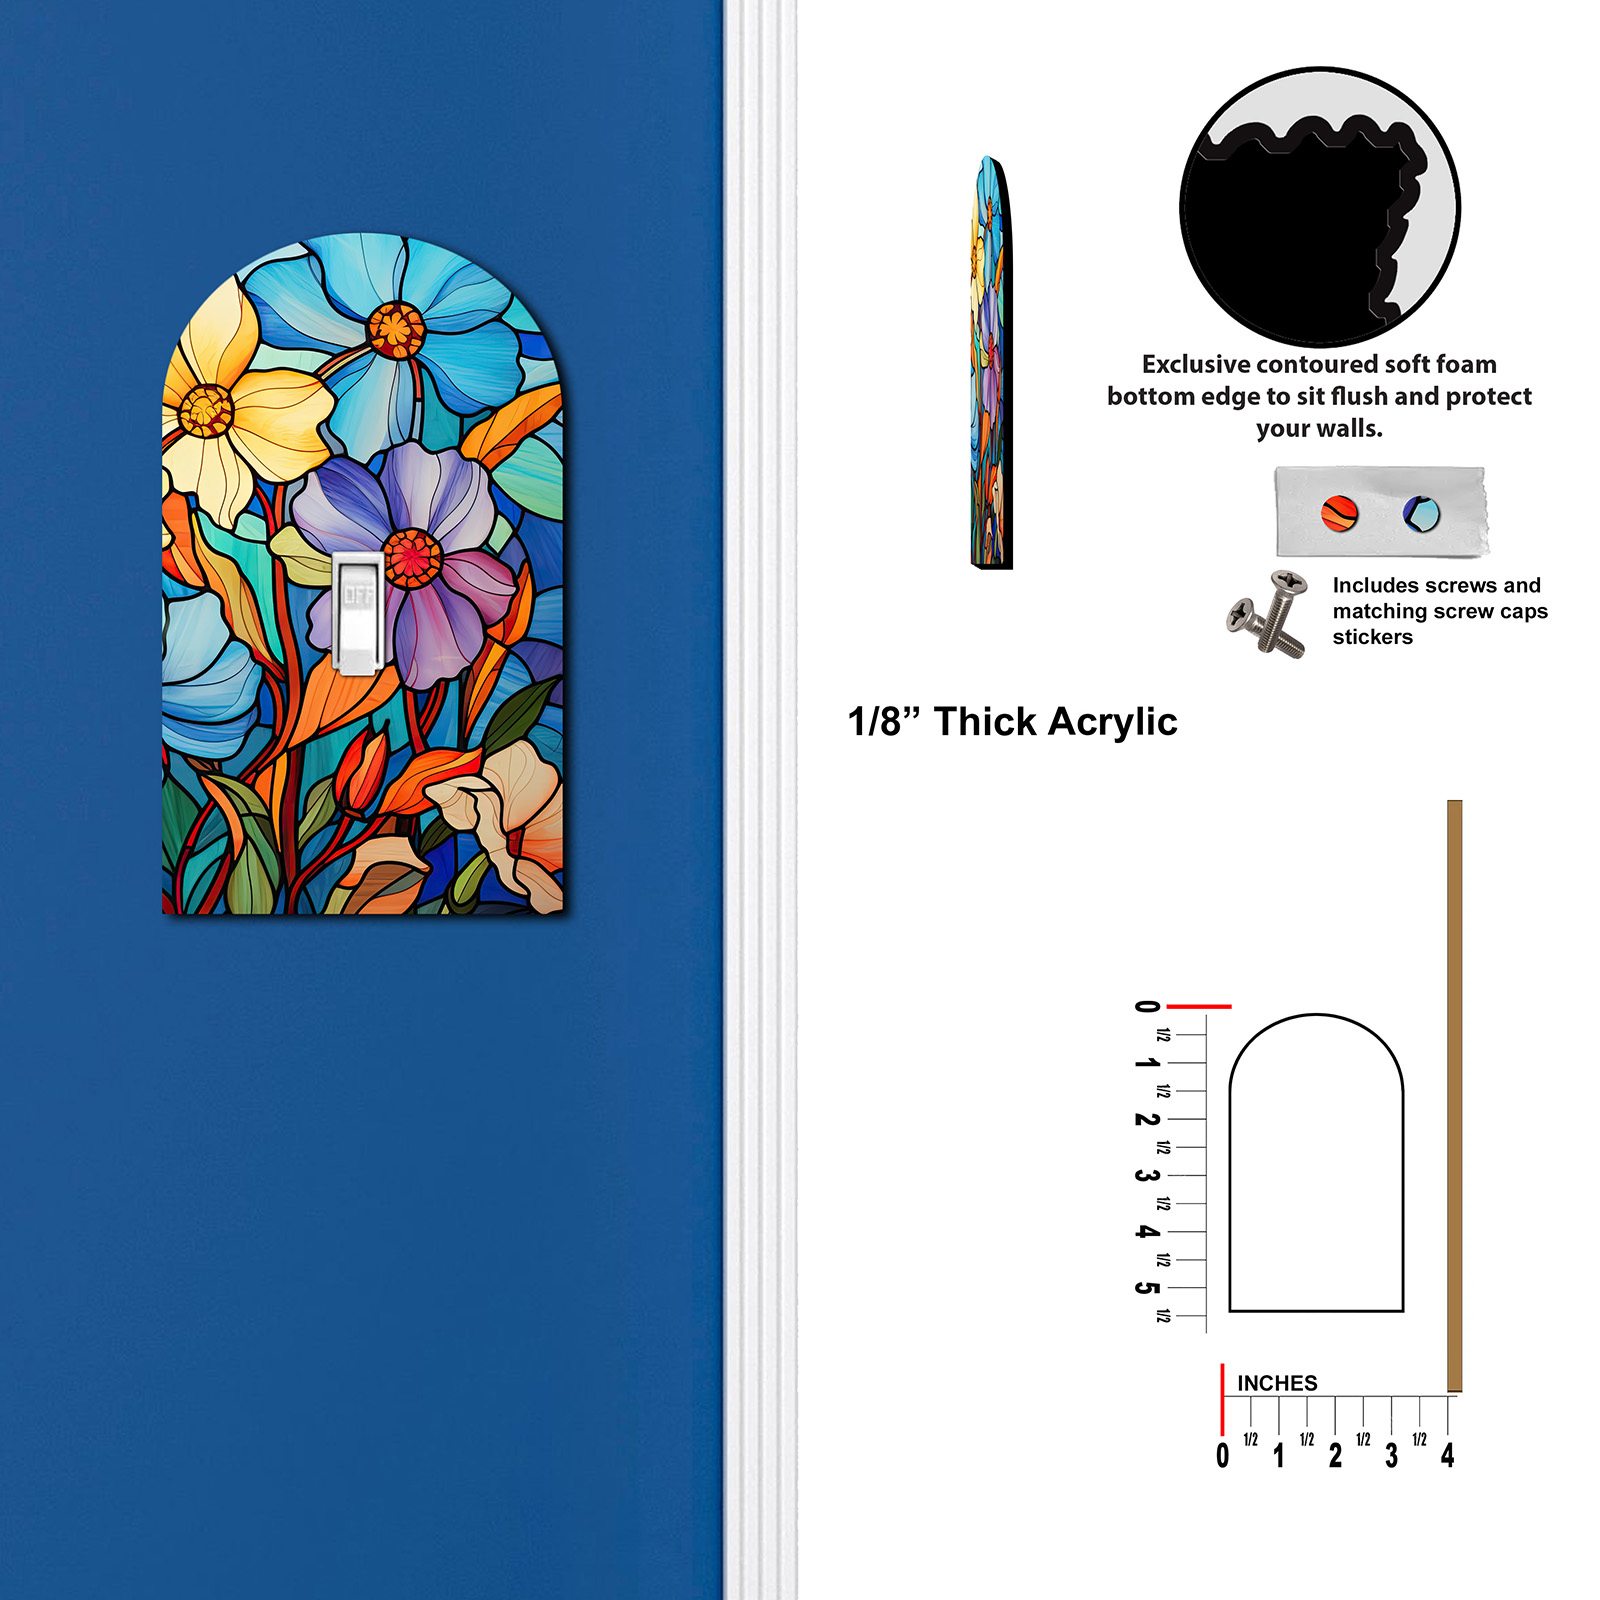 OFF
Exclusive contoured soft foam
bottom edge to sit flush and protect
your walls.
Includes screws and
matching screw caps
stickers
1/8” Thick Acrylic
0
1/2
1
1/2
2
1/2
3
1/2
4
1/2
5
1/2
INCHES
0 1/2 1 1/2 2 1/2 3 1/2 4